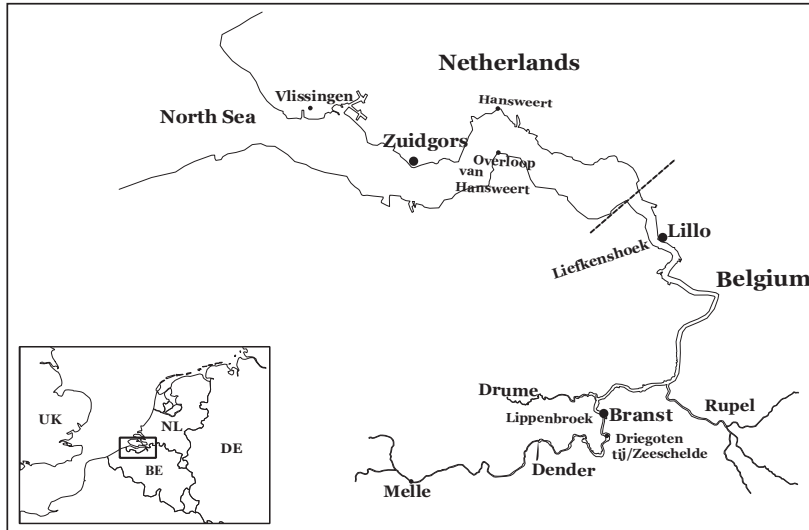 Netherlands
Vlissingen
Hansweert
North Sea
Zuidgors
Overloop
van
Hansweert
Lillo
Liefkenshoek
Belgium
Drume
Lippenbroek
Branst
Rupel
Driegoten
tij/Zeeschelde
Dender
Melle
UK
NL
DE
BE